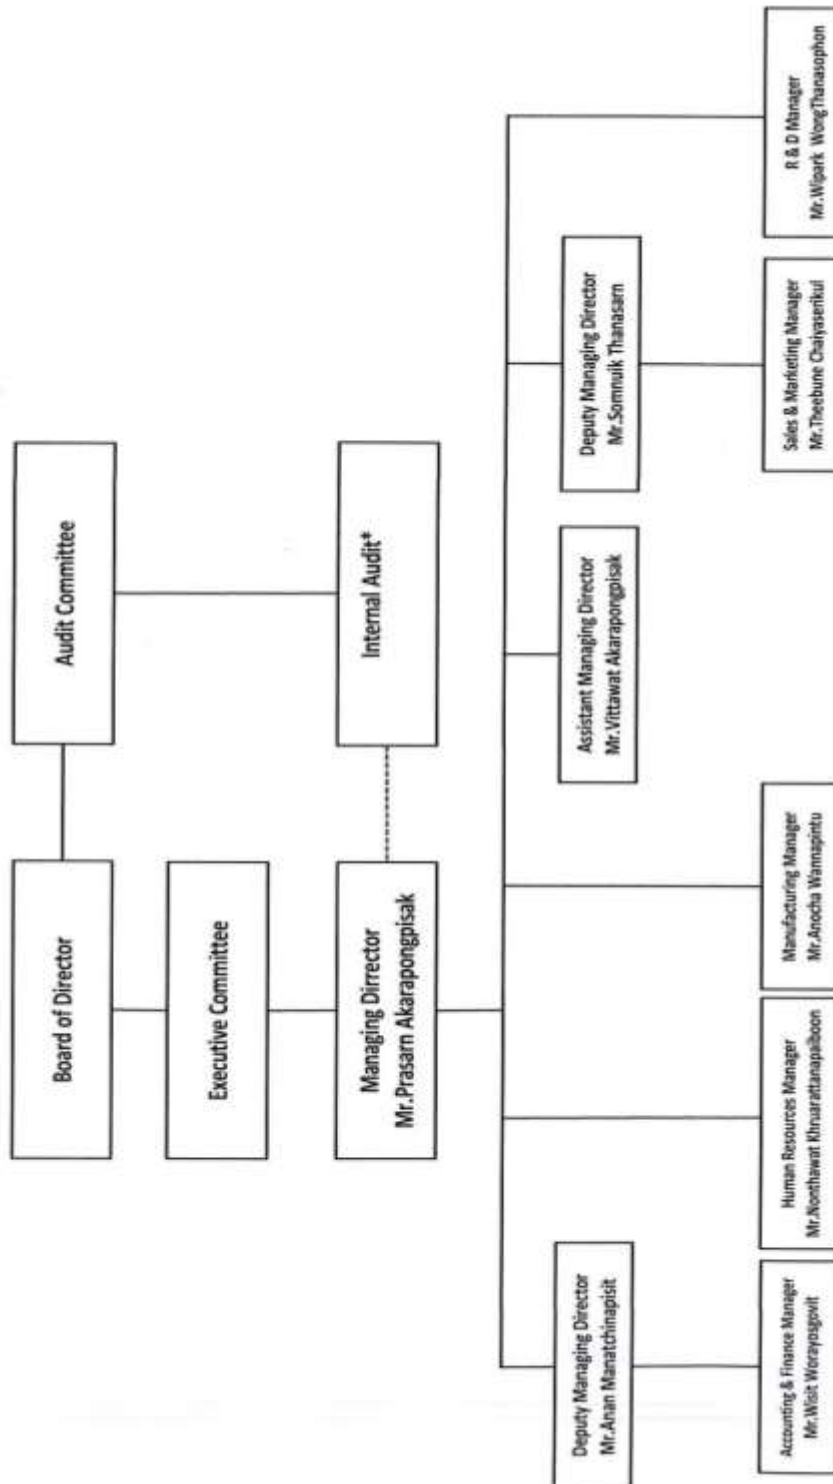 Board of Director
Audit Committee
Executive Committee
Managing Dirrector
Mr.Prasarn Akarapongpisak
Internal Audit*
Deputy Managing Director
Mr.Anan Manatchinapisit
Assistant Managing Director
Mr.Vittawat Akarapongpisak
Deputy Managing Director
Mr.Somnuik Thanasarn
Accounting & Finance Manager
Mr.Wisit Worayosgovit
Human Resources Manager
Mr.Nonthawat Khruarattanapaiboon
Manufacturing Manager
Mr.Anocha Wannapintu
Sales & Marketing Manager
Mr.Theebune Chaiyaserikul
R & D Manager
Mr.Wipark WongThanasophon